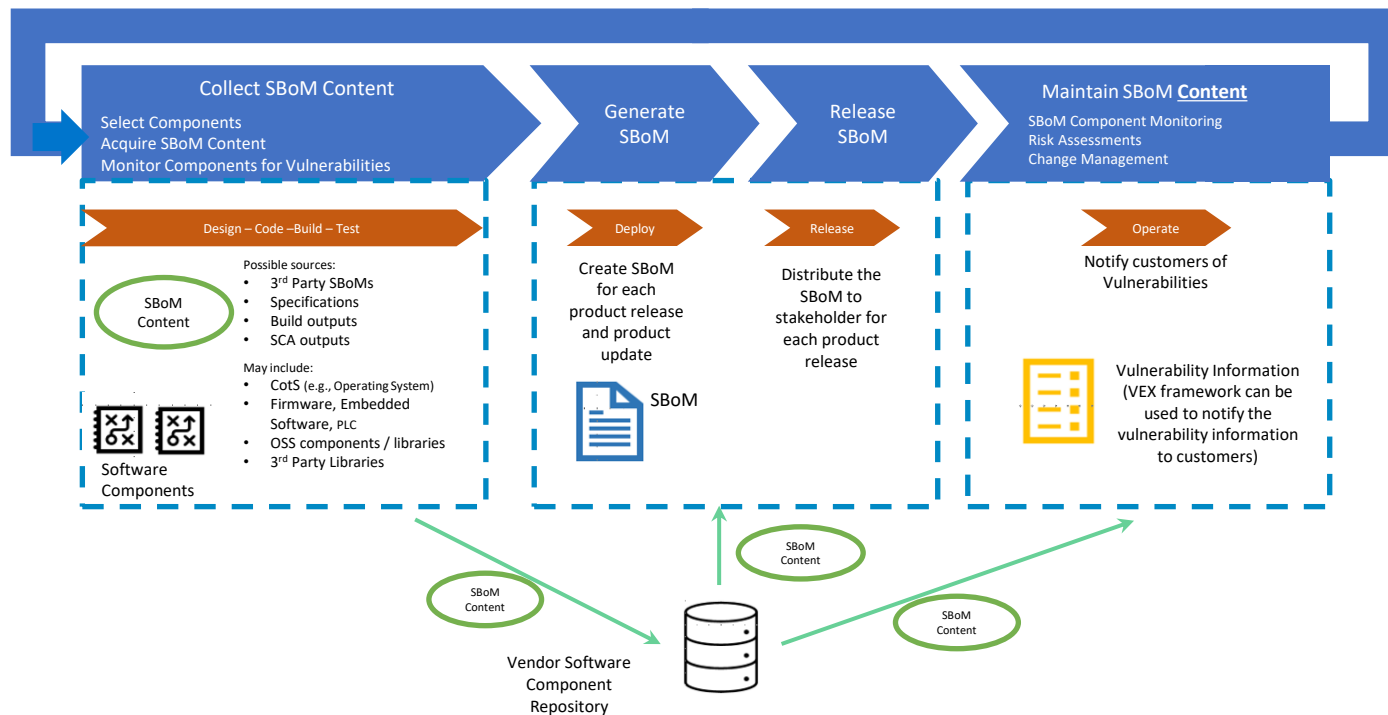 Collect SBoM Content
Select Components
Acquire SBoM Content
Monitor Components for Vulnerabilities
Generate
SBoM
Release
SBoM
Maintain SBoM Content
SBoM Component Monitoring
Risk Assessments
Change Management
Design – Code –Build – Test
SBoM
Content
Possible sources:
• 3rd Party SBoMs
• Specifications
• Build outputs
• SCA outputs
May include:
• CotS (e.g., Operating System)
• Firmware, Embedded
Software, PLC
• OSS components / libraries
• 3rd Party Libraries
Software
Components
Deploy
Create SBoM
for each
product release
and product
update
SBoM
Release
Distribute the
SBoM to
stakeholder for
each product
release
Operate
Notify customers of
Vulnerabilities
Vulnerability Information
(VEX framework can be
used to notify the
vulnerability information
to customers)
SBoM
Content
SBoM
Content
SBoM
Content
Vendor Software
Component
Repository